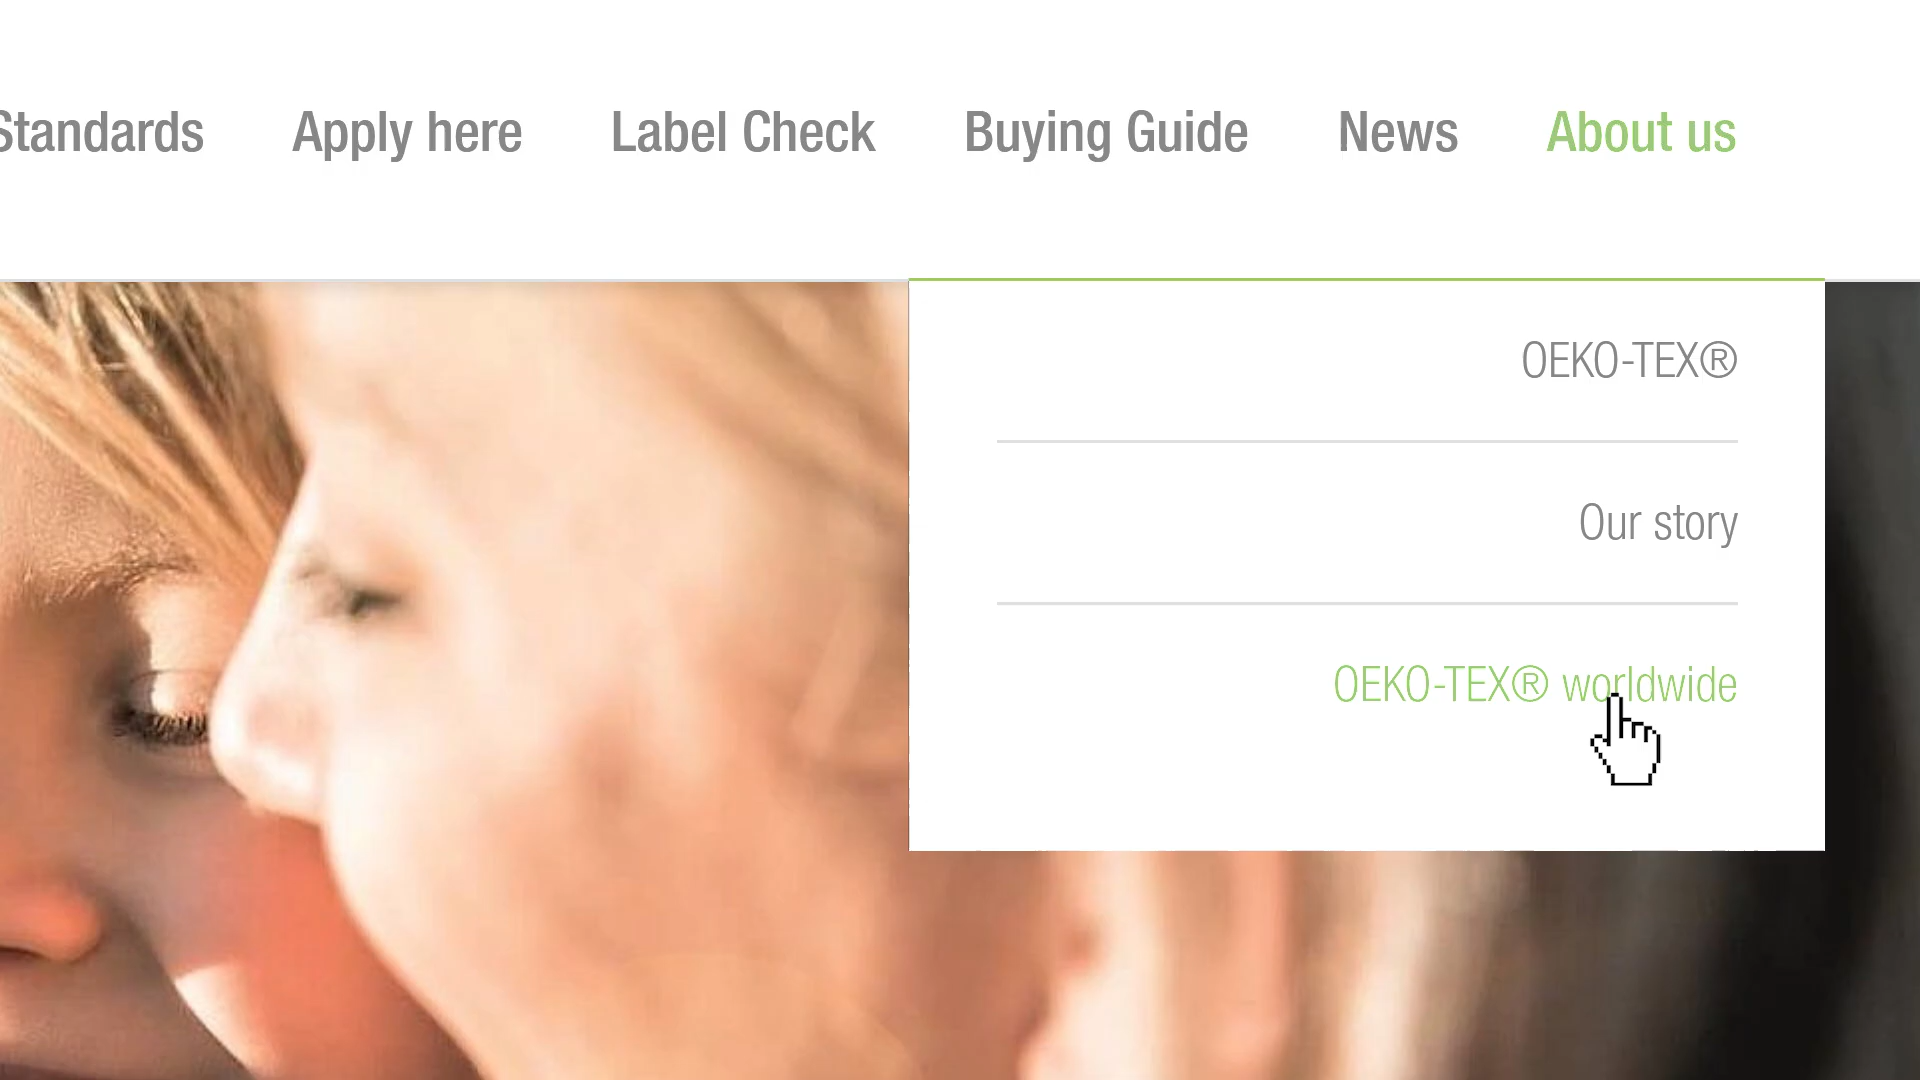 Standards Apply here Label Check Buying Guide News About us
OEKO-TEX®
Our story
OEKO-TEX® worldwide